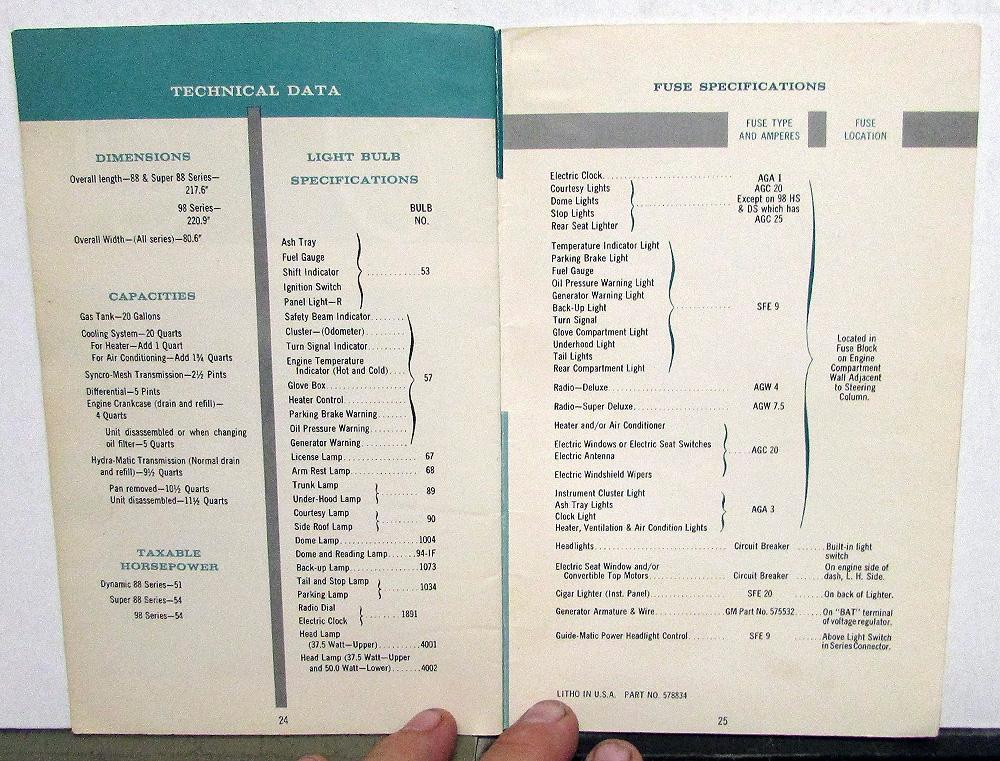 TECHNICAL DATA
DIMENSIONS
Overall length—88 & Super 88 Series—
217.6"
98 Series—
220.9"
Overall Width—(All series)—80.6"
CAPACITIES
Gas Tank—20 Gallons
Cooling System—20 Quarts
For Heater—Add 1 Quart
For Air Conditioning—Add 1¾ Quarts
Syncro-Mesh Transmission—2½ Pints
Differential—5 Pints
Engine Crankcase (drain and refill)—
4 Quarts
Unit disassembled or when changing
oil filter—5 Quarts
Hydra-Matic Transmission (Normal drain
and refill)—9½ Quarts
Pan removed—10½ Quarts
Unit disassembled—11½ Quarts
TAXABLE
HORSEPOWER
Dynamic 88 Series—51
Super 88 Series—54
98 Series—54
LIGHT BULB
SPECIFICATIONS
BULB
NO.
Ash Tray
Fuel Gauge
Shift Indicator ............53
Ignition Switch
Panel Light—R
Safety Beam Indicator........
Cluster—(Odometer)........
Turn Signal Indicator........
Engine Temperature
Indicator (Hot and Cold)....
57
Glove Box................
Heater Control............
Parking Brake Warning.......
Oil Pressure Warning........
Generator Warning..........
License Lamp................67
Arm Rest Lamp..............68
Trunk Lamp
Under-Hood Lamp ........89
Courtesy Lamp
Side Roof Lamp ........90
Dome Lamp................1004
Dome and Reading Lamp......94-IF
Back-up Lamp..............1073
Tail and Stop Lamp
Parking Lamp ........1034
Radio Dial
Electric Clock ........1891
Head Lamp
(37.5 Watt—Upper)..........4001
Head Lamp (37.5 Watt—Upper
and 50.0 Watt—Lower).....4002
24
FUSE SPECIFICATIONS
FUSE TYPE
AND AMPERES
FUSE
LOCATION
Electric Clock.......................... AGA 1
Courtesy Lights
Dome Lights
Stop Lights
Rear Seat Lighter
AGC 20
Except on 98 HS
& DS which has
AGC 25
Temperature Indicator Light
Parking Brake Light
Fuel Gauge
Oil Pressure Warning Light
Generator Warning Light
Back-Up Light .................. SFE 9
Turn Signal
Glove Compartment Light
Underhood Light
Tail Lights
Rear Compartment Light
Radio—Deluxe.......................... AGW 4
Radio—Super Deluxe.................... AGW 7.5
Heater and/or Air Conditioner
Electric Windows or Electric Seat Switches
Electric Antenna .... AGC 20
Electric Windshield Wipers
Instrument Cluster Light
Ash Tray Lights
Clock Light .... AGA 3
Heater, Ventilation & Air Condition Lights
Located in
Fuse Block
on Engine
Compartment
Wall Adjacent
to Steering
Column.
Headlights.......................... Circuit Breaker ........Built-in light
switch
Electric Seat Window and/or
Convertible Top Motors............ Circuit Breaker ........On engine side of
dash, L. H. Side.
Cigar Lighter (Inst. Panel)................ SFE 20 ........On back of Lighter.
Generator Armature & Wire............ GM Part No. 575532....On "BAT" terminal
of voltage regulator.
Guide-Matic Power Headlight Control........ SFE 9 ........Above Light Switch
in Series Connector.
LITHO IN U.S.A. PART NO. 578834
25